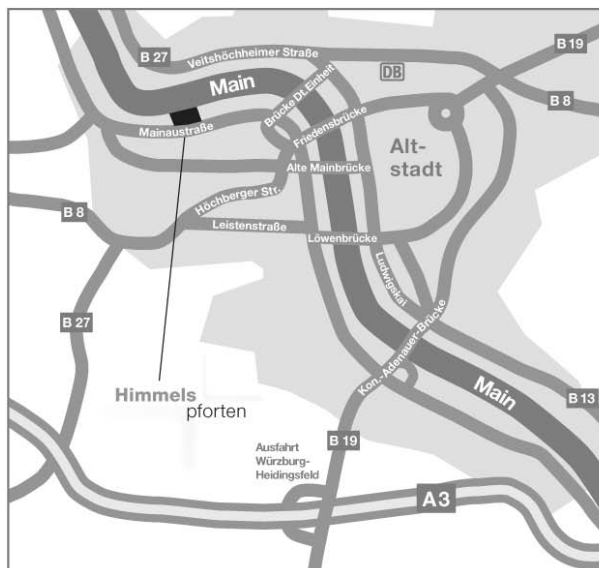 B 27
Veitshöchheimer Straße
B 19
Main
DB
B 8
Brücke Dt. Einheit
Mainaustraße
Friedensbrücke
Alt-
stadt
Alte Mainbrücke
Höchberger Str.
B 8
Leistenstraße
Löwenbrücke
Ludwigskai
B 27
Kon.-Adenauer-Brücke
Himmels
pforten
Main
B 13
Ausfahrt
Würzburg-
Heidingsfeld
B 19
A3